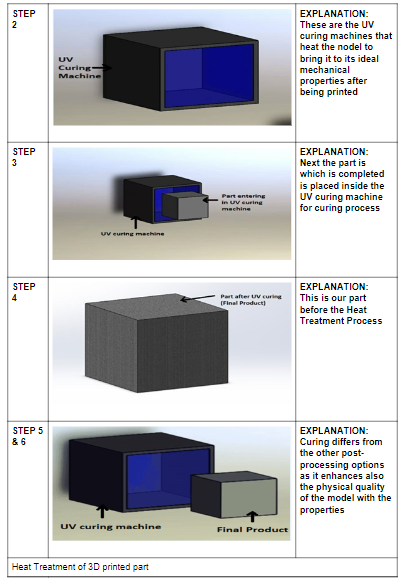 STEP
2
UV
Curing
Machine
EXPLANATION:
These are the UV
curing machines that
heat the nodel to
bring it to its ideal
mechanical
properties after
being printed
STEP
3
Part entering
in UV curing
machine
UV curing machine
EXPLANATION:
Next the part is
which is completed
is placed inside the
UV curing machine
for curing process
STEP
4
Part after UV curing
(Final Product)
EXPLANATION:
This is our part
before the Heat
Treatment Process
STEP 5
& 6
UV curing machine
Final Product
EXPLANATION:
Curing differs from
the other post-
processing options
as it enhances also
the physical quality
of the model with the
properties
Heat Treatment of 3D printed part